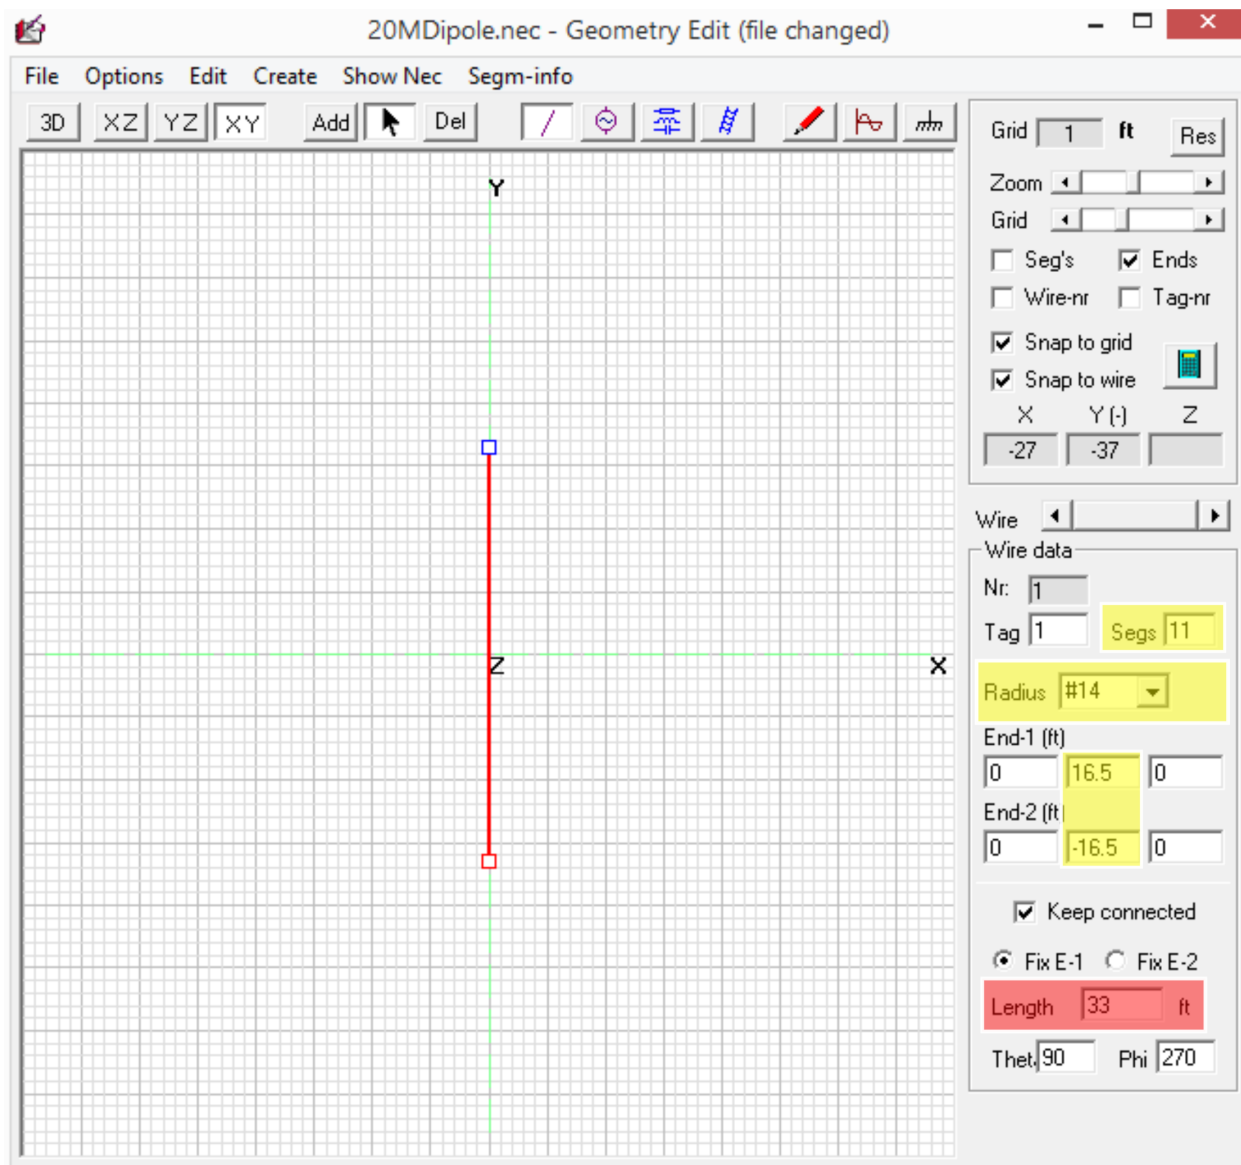 20MDipole.nec - Geometry Edit (file changed)
File Options Edit Create Show Nec Segm-info
3D XZ YZ XY Add Del
Grid 1 ft Res
Zoom
Grid
Seg's Ends
Wire-nr Tag-nr
Snap to grid
Snap to wire
X Y (-) Z
-27 -37
Y
Z
X
Wire
Wire data
Nr: 1
Tag 1 Segs 11
Radius #14
End-1 (ft)
0 16.5 0
End-2 (ft)
0 -16.5 0
Keep connected
Fix E-1 Fix E-2
Length 33 ft
Thet. 90 Phi 270